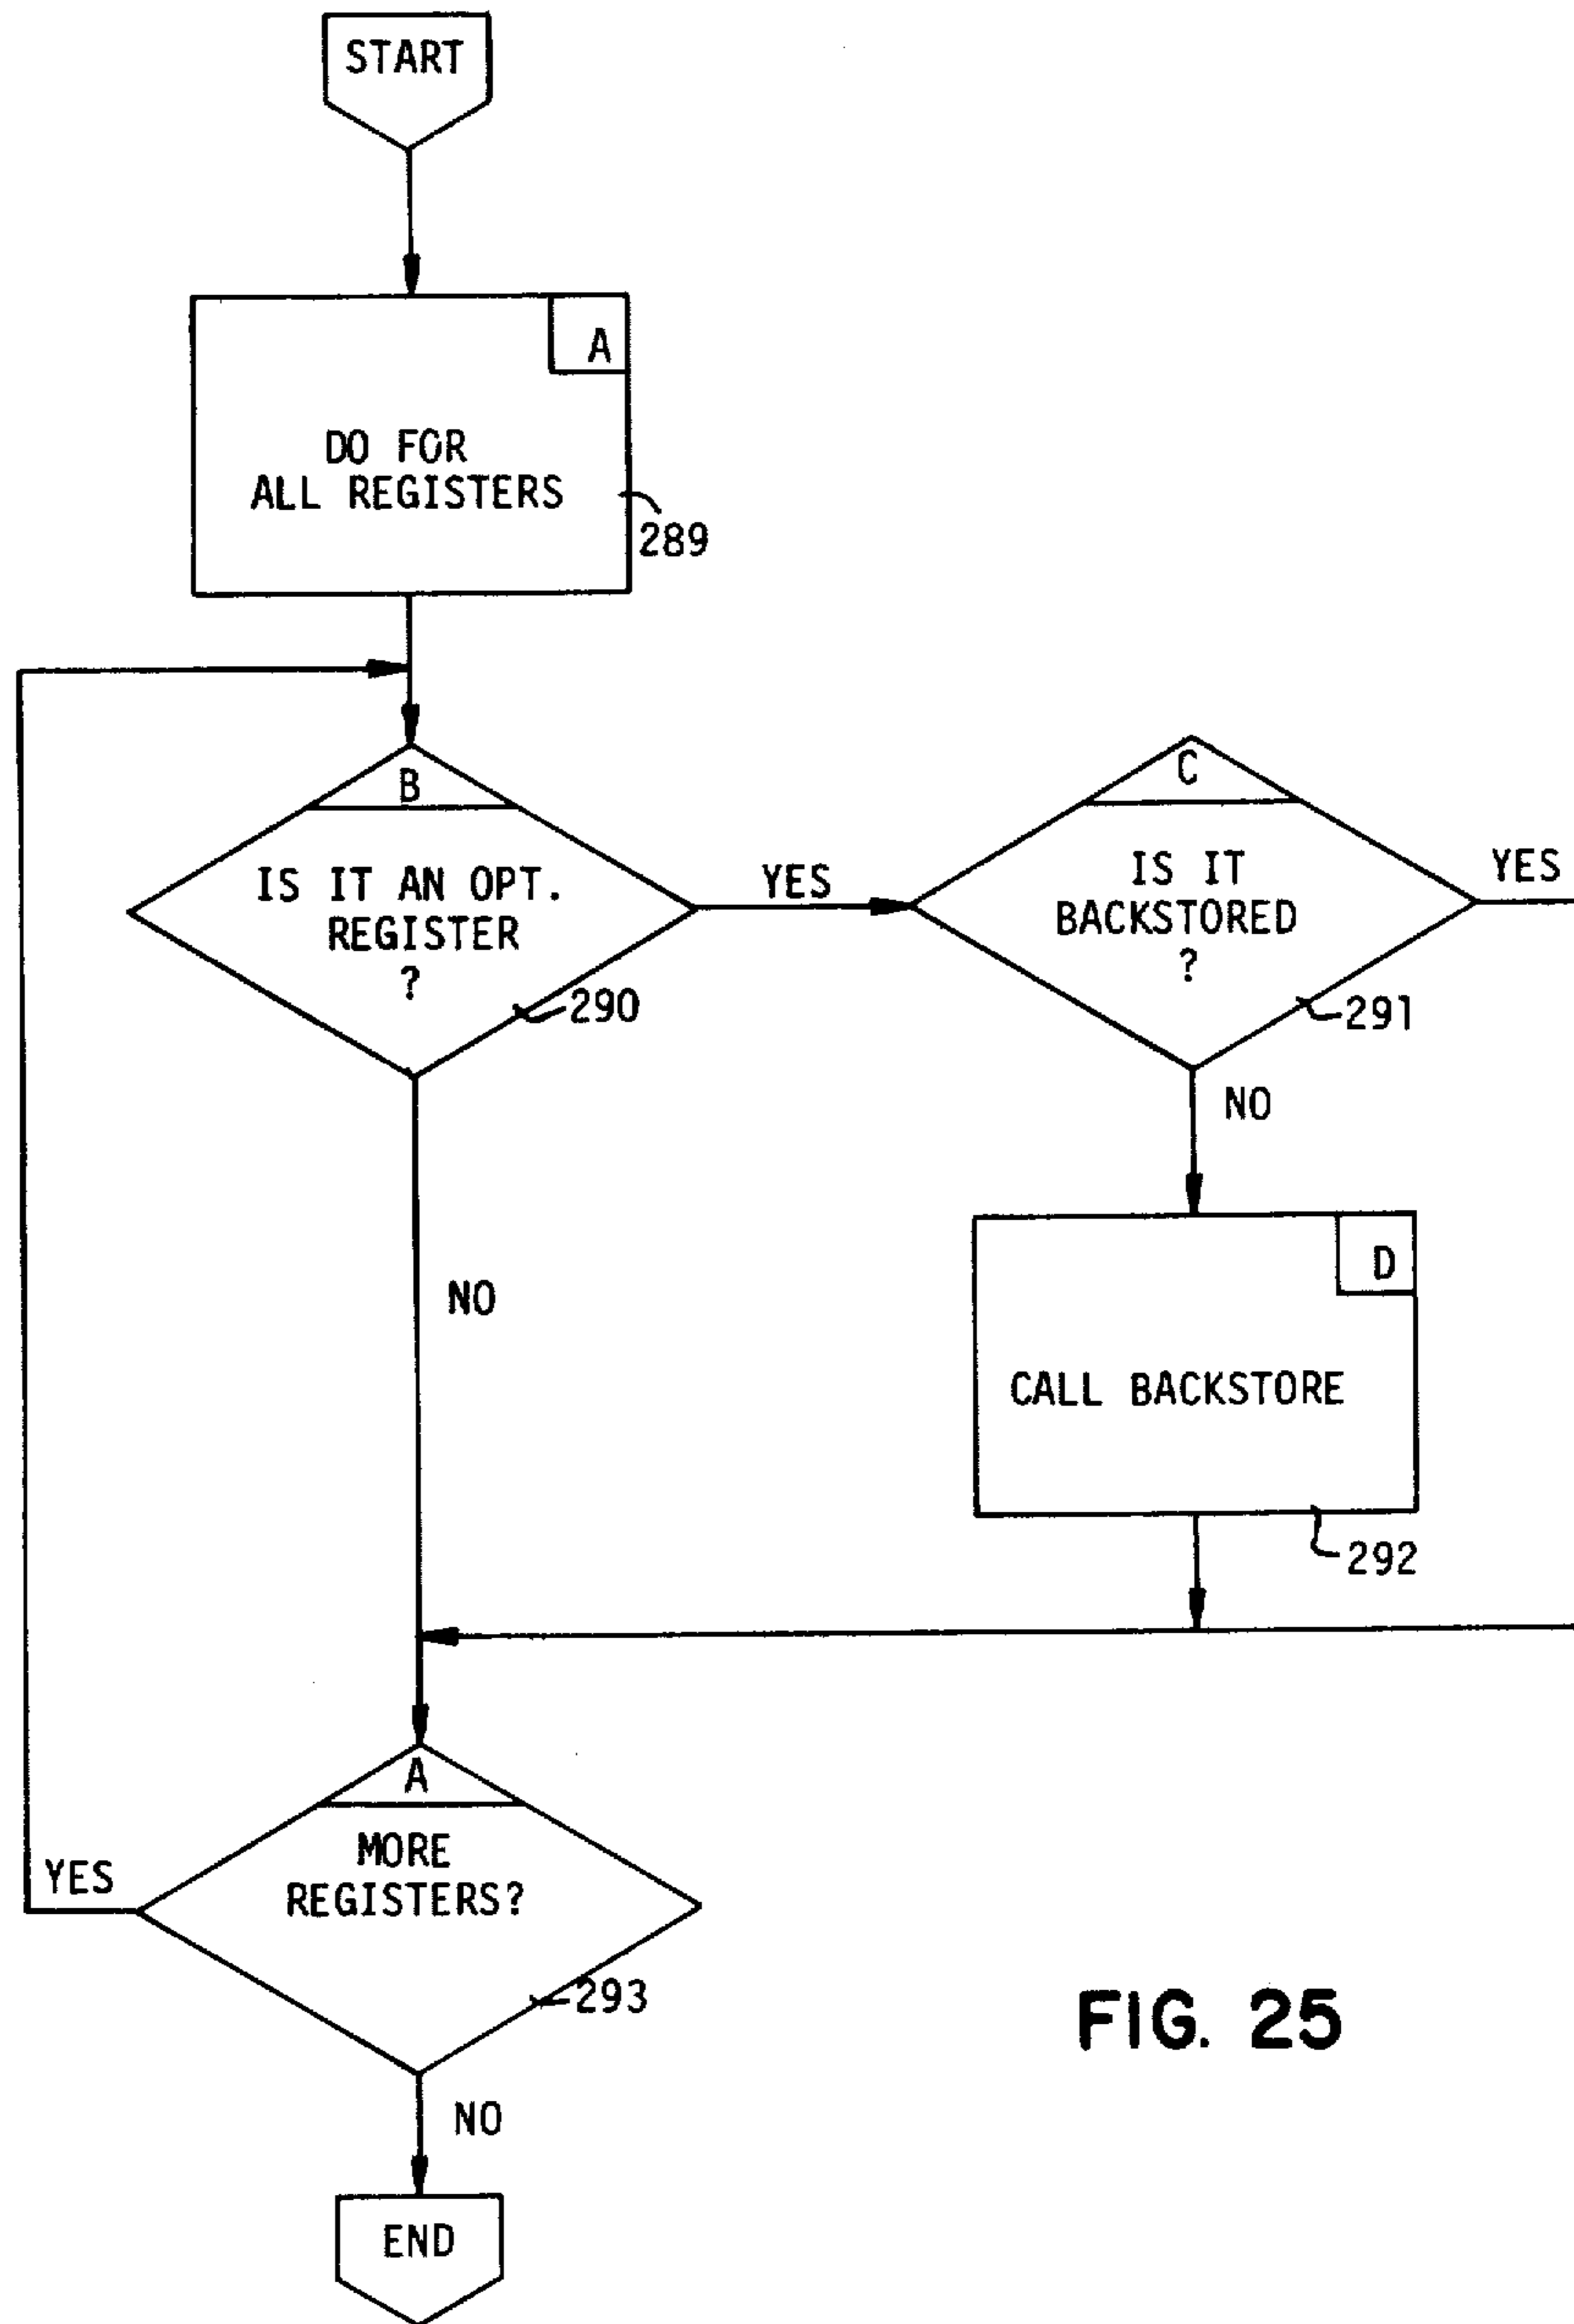 START
A
DO FOR
ALL REGISTERS
289
B
IS IT AN OPT.
REGISTER
?
290
YES
C
IS IT
BACKSTORED
?
291
YES
NO
NO
D
CALL BACKSTORE
292
A
MORE
REGISTERS?
293
YES
NO
END
FIG. 25